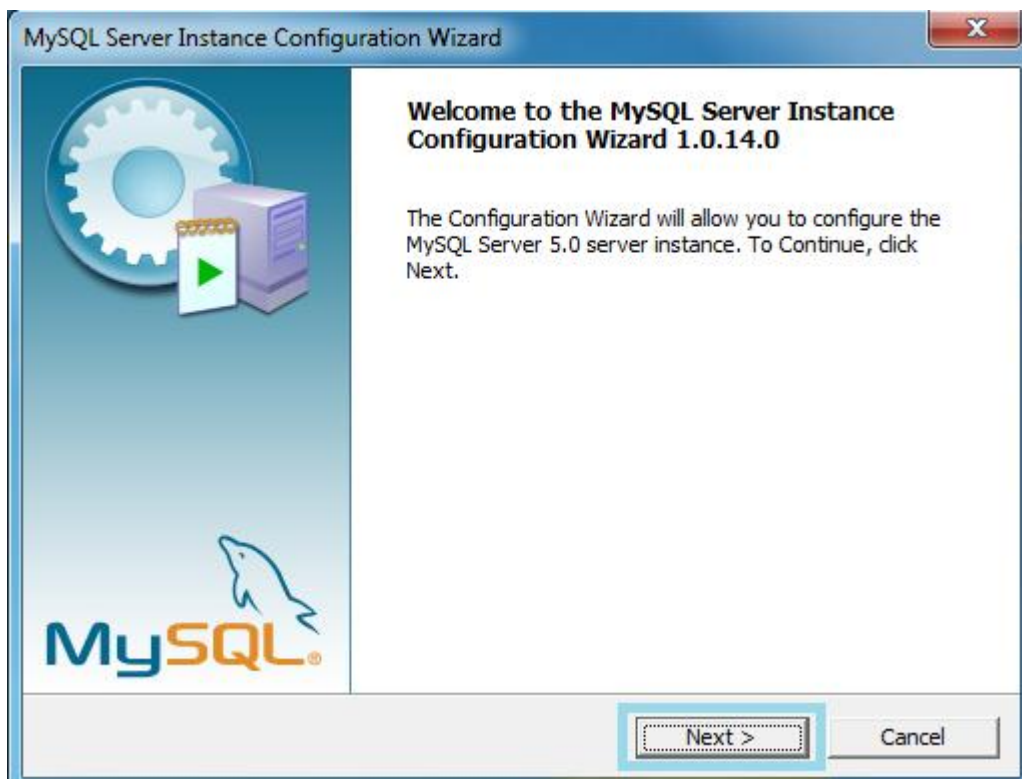 MySQL Server Instance Configuration Wizard
Welcome to the MySQL Server Instance
Configuration Wizard 1.0.14.0
The Configuration Wizard will allow you to configure the
MySQL Server 5.0 server instance. To Continue, click
Next.
MySQL®
Next >
Cancel